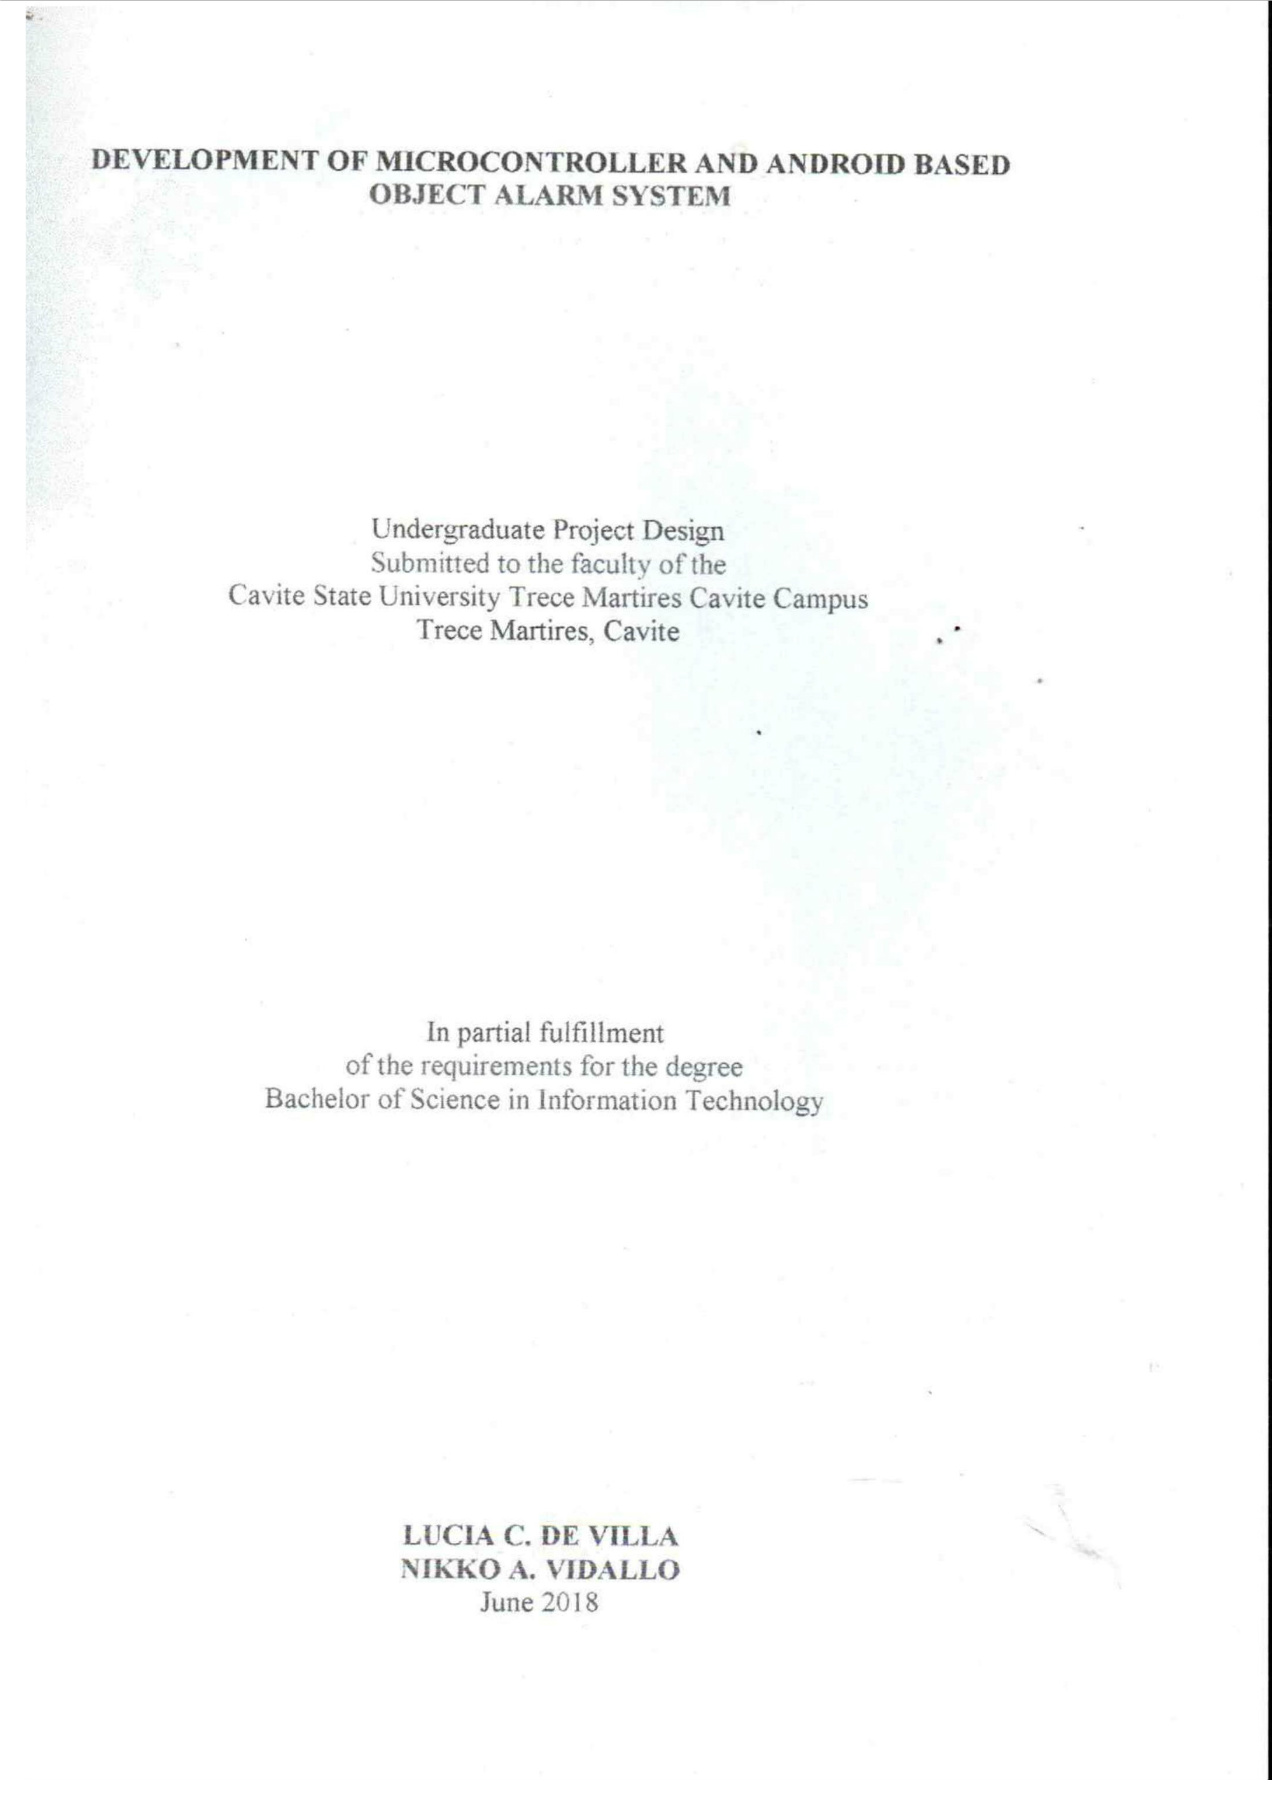 DEVELOPMENT OF MICROCONTROLLER AND ANDROID BASED
OBJECT ALARM SYSTEM
Undergraduate Project Design
Submitted to the faculty of the
Cavite State University Trece Martires Cavite Campus
Trece Martires, Cavite
In partial fulfillment
of the requirements for the degree
Bachelor of Science in Information Technology
LUCIA C. DE VILLA
NIKKO A. VIDALLO
June 2018